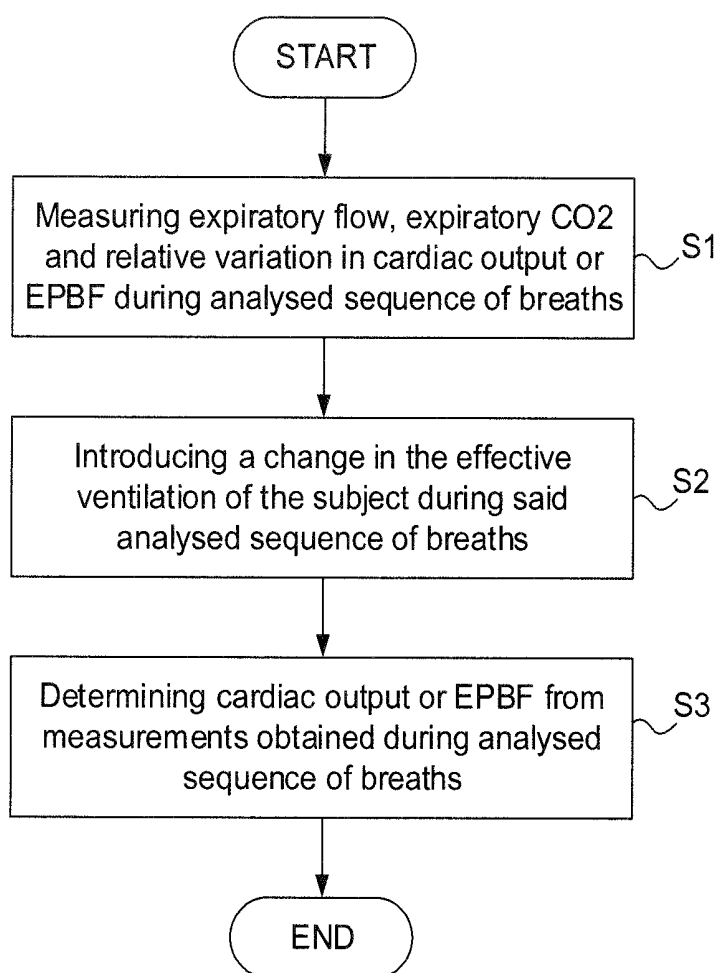 START
Measuring expiratory flow, expiratory CO2
and relative variation in cardiac output or
EPBF during analysed sequence of breaths
S1
Introducing a change in the effective
ventilation of the subject during said
analysed sequence of breaths
S2
Determining cardiac output or EPBF from
measurements obtained during analysed
sequence of breaths
S3
END